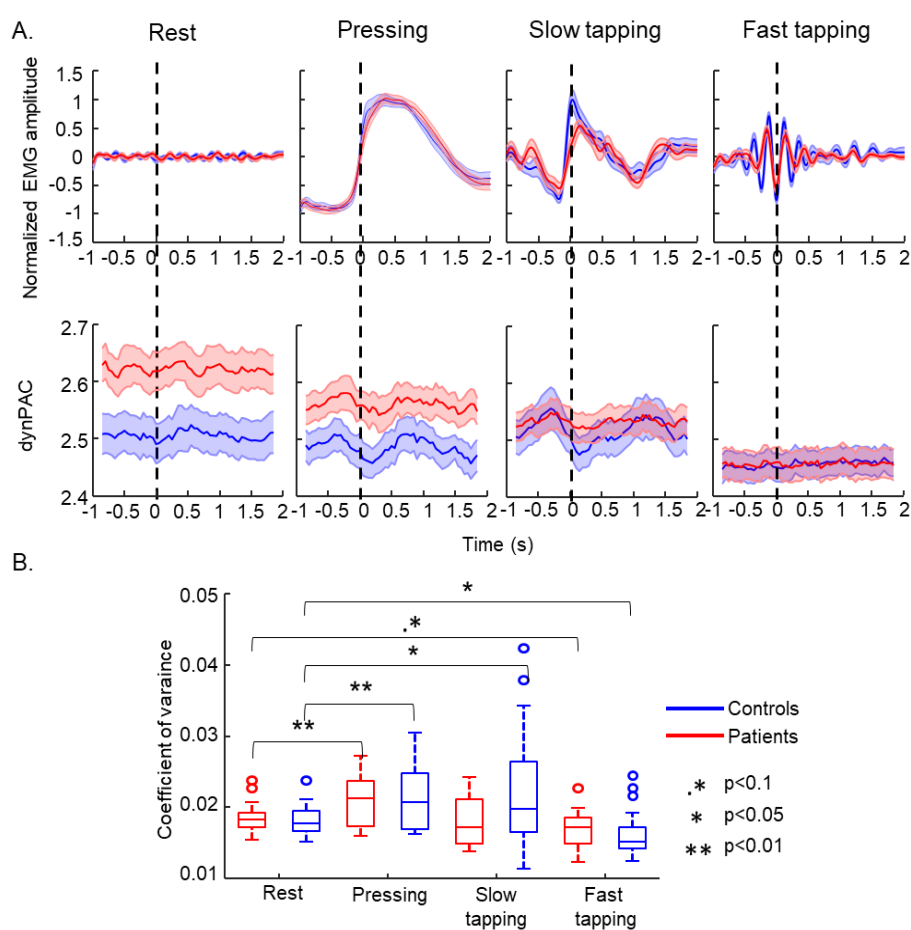 A.
Rest Pressing Slow tapping Fast tapping
Normalized EMG amplitude
1.5
1
0.5
0
-0.5
-1
-1.5
-1 -0.5 0 0.5 1 1.5 2 -1 -0.5 0 0.5 1 1.5 2 -1 -0.5 0 0.5 1 1.5 2 -1 -0.5 0 0.5 1 1.5 2
dynPAC
2.7
2.6
2.5
2.4
-1 -0.5 0 0.5 1 1.5 2 -1 -0.5 0 0.5 1 1.5 2 -1 -0.5 0 0.5 1 1.5 2 -1 -0.5 0 0.5 1 1.5 2
Time (s)
B.
Coefficient of varaince
0.05
0.04
0.03
0.02
0.01
*
.*
*
**
**
Rest Pressing Slow tapping Fast tapping
Controls
Patients
.* p<0.1
* p<0.05
** p<0.01